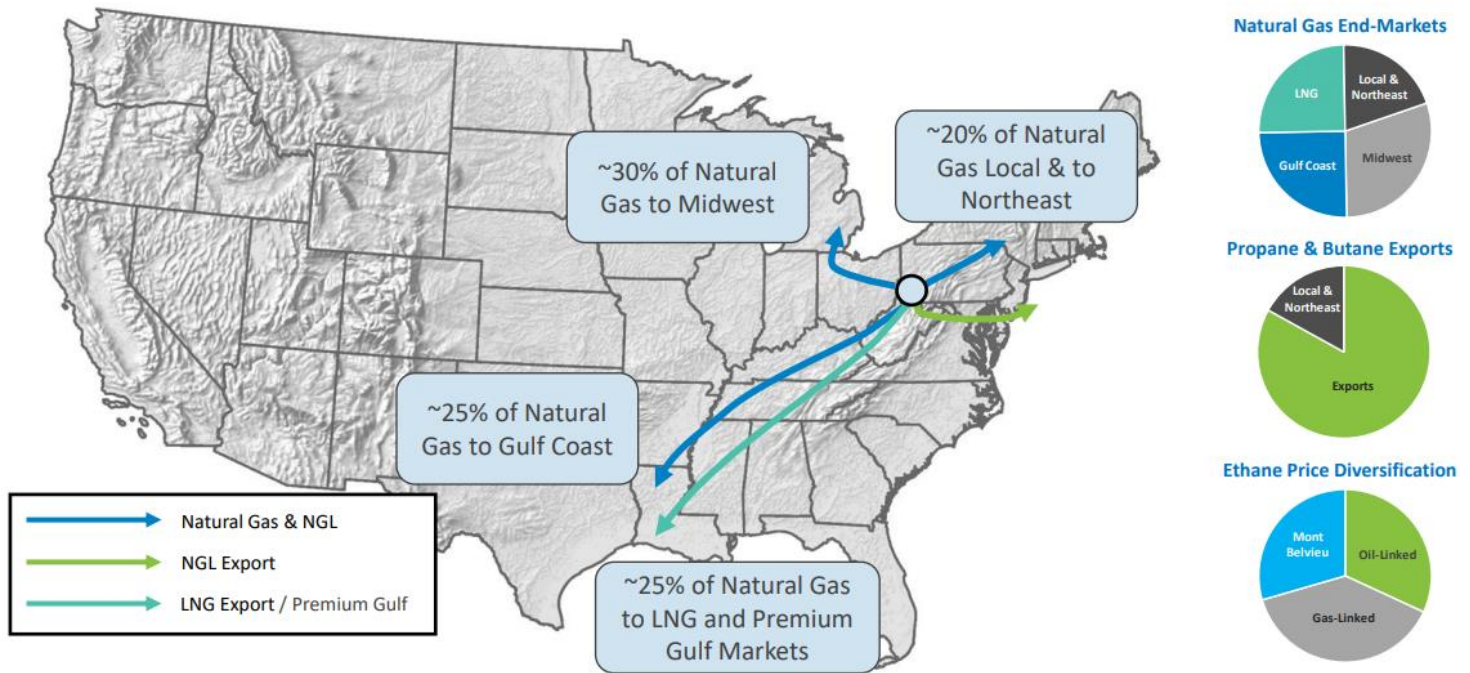 Natural Gas End-Markets
LNG
Local &
Northeast
Gulf Coast
Midwest
~30% of Natural
Gas to Midwest
~20% of Natural
Gas Local & to
Northeast
Propane & Butane Exports
Local &
Northeast
Exports
~25% of Natural
Gas to Gulf Coast
Ethane Price Diversification
Mont
Belvieu
Oil-Linked
Gas-Linked
Natural Gas & NGL
NGL Export
LNG Export / Premium Gulf
~25% of Natural Gas
to LNG and Premium
Gulf Markets